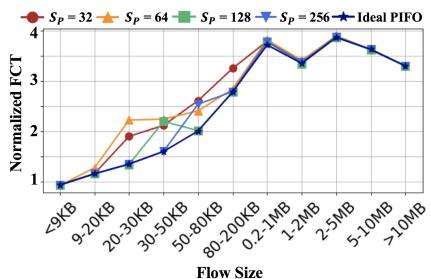 S_P = 32 S_P = 64 S_P = 128 S_P = 256 Ideal PIFO
Normalized FCT
4
3
2
1
<9KB 9-20KB 20-30KB 30-50KB 50-80KB 80-200KB 0.2-1MB 1-2MB 2-5MB 5-10MB >10MB
Flow Size